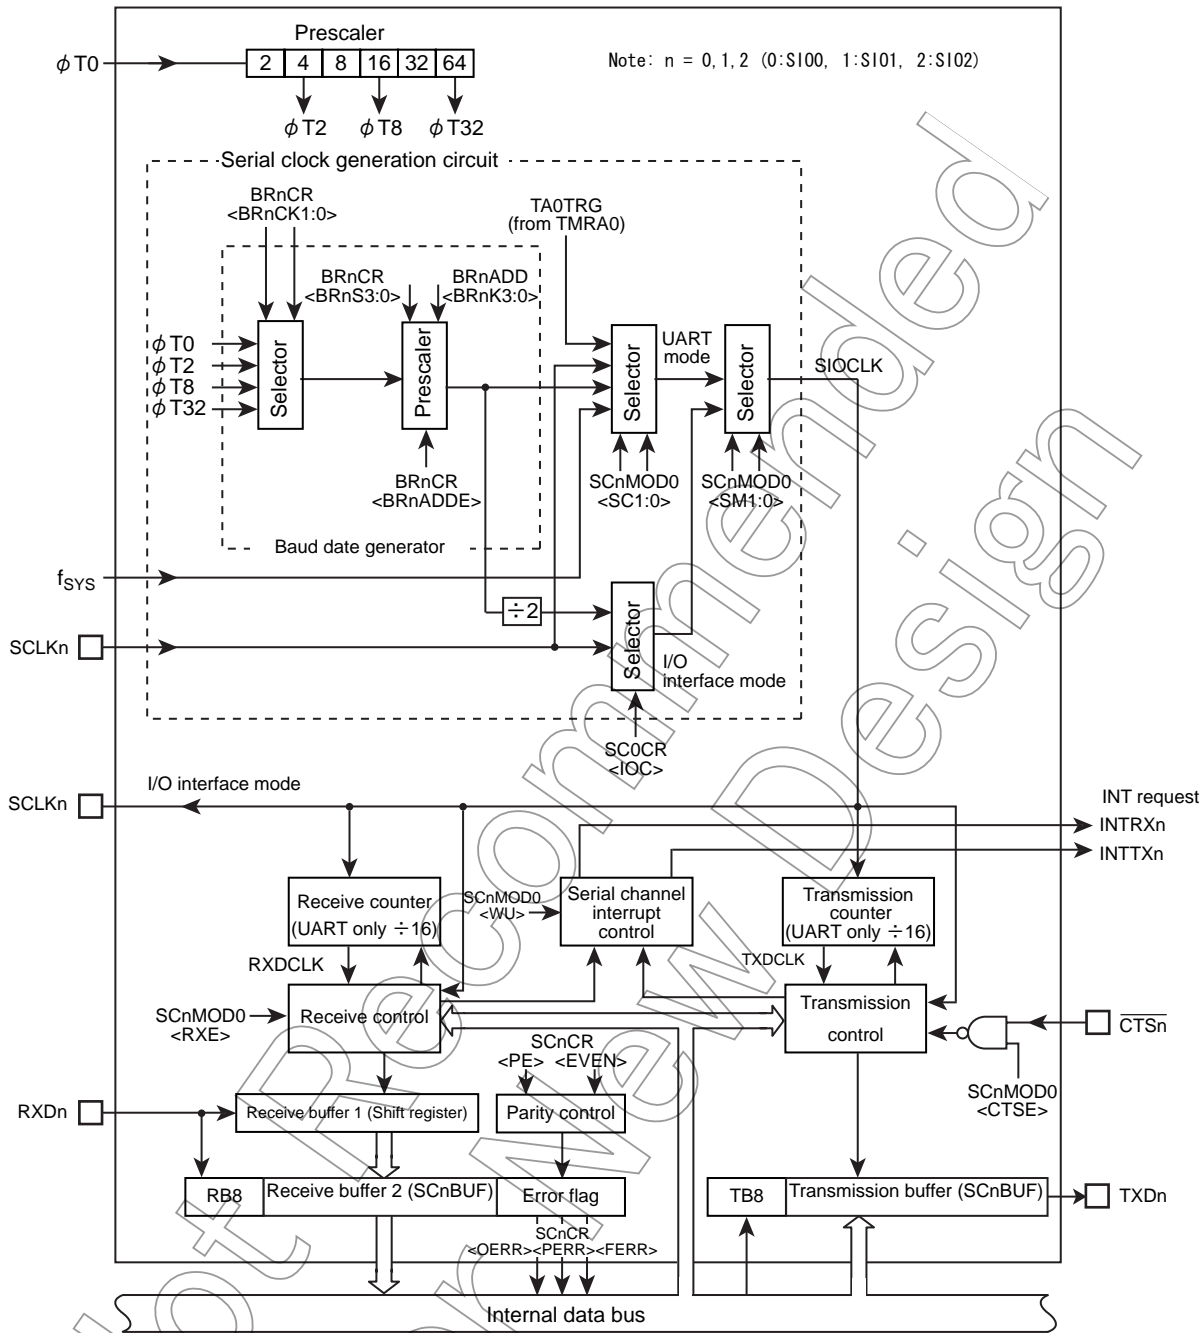 Prescaler
φT0
2 4 8 16 32 64
Note: n = 0,1,2 (0:SIO0, 1:SIO1, 2:SIO2)
φT2 φT8 φT32
Serial clock generation circuit
BRnCR
<BRnCK1:0>
TA0TRG
(from TMRA0)
BRnCR
<BRnS3:0>
BRnADD
<BRnK3:0>
φT0
φT2
φT8
φT32
Selector
Prescaler
Selector
UART
mode
Selector
SIOCLK
BRnCR
<BRnADDE>
SCnMOD0
<SC1:0>
SCnMOD0
<SM1:0>
Baud date generator
fSYS
÷2
SCLKn
Selector
I/O
interface mode
SC0CR
<IOC>
I/O interface mode
SCLKn
INT request
INTRXn
INTTXn
Receive counter
(UART only ÷16)
SCnMOD0
<WU>
Serial channel
interrupt
control
Transmission
counter
(UART only ÷16)
RXDCLK
TXDCLK
SCnMOD0
<RXE>
Receive control
Transmission
control
CTSn
SCnCR
<PE> <EVEN>
SCnMOD0
<CTSE>
RXDn
Receive buffer 1 (Shift register)
Parity control
RB8
Receive buffer 2 (SCnBUF)
Error flag
TB8
Transmission buffer (SCnBUF)
TXDn
SCnCR
<OERR><PERR><FERR>
Internal data bus
Not Recommended
for New Design